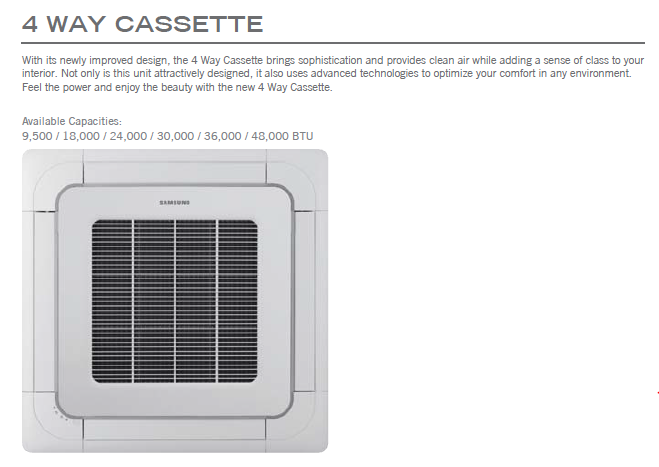 4 WAY CASSETTE
With its newly improved design, the 4 Way Cassette brings sophistication and provides clean air while adding a sense of class to your
interior. Not only is this unit attractively designed, it also uses advanced technologies to optimize your comfort in any environment.
Feel the power and enjoy the beauty with the new 4 Way Cassette.
Available Capacities:
9,500 / 18,000 / 24,000 / 30,000 / 36,000 / 48,000 BTU
SAMSUNG